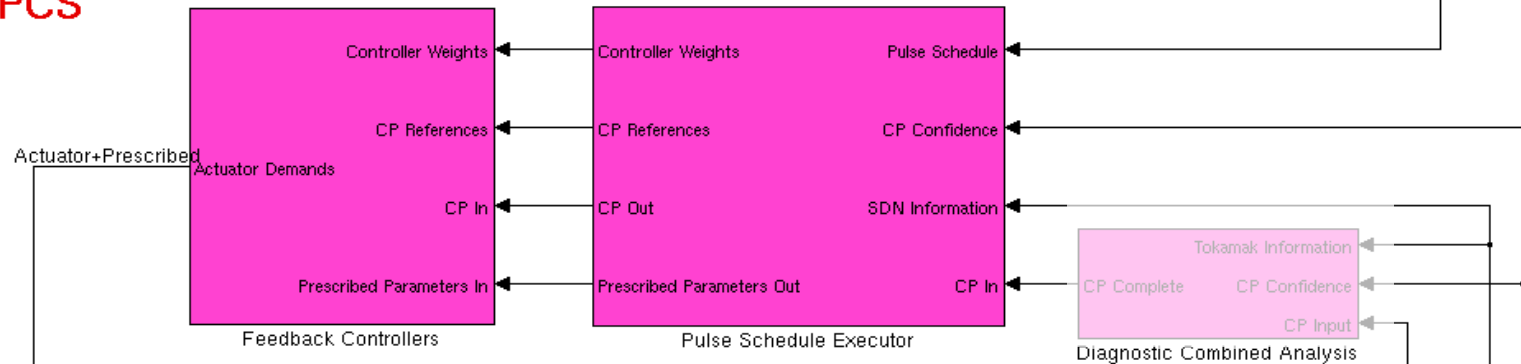 PCS
Controller Weights
CP References
Actuator+Prescribed
Actuator Demands
CP In
Prescribed Parameters In
Feedback Controllers
Controller Weights
Pulse Schedule
CP References
CP Confidence
CP Out
SDN Information
Prescribed Parameters Out
CP In
Pulse Schedule Executor
Tokamak Information
CP Complete
CP Confidence
CP Input
Diagnostic Combined Analysis